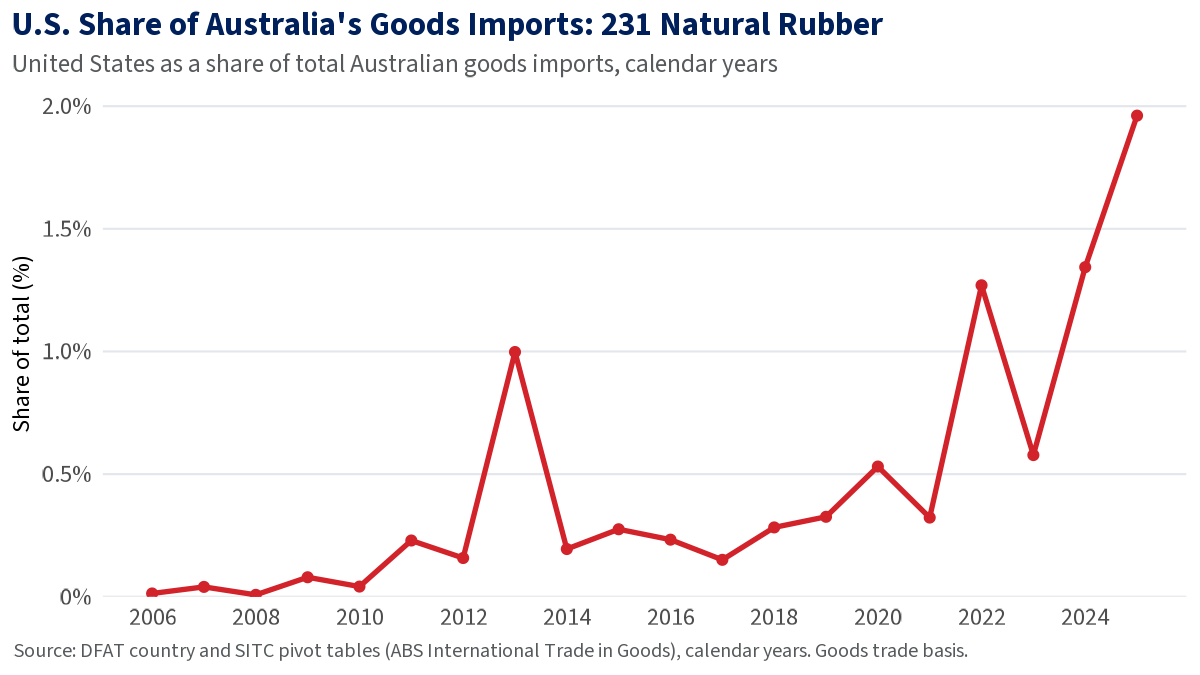 U.S. Share of Australia's Goods Imports: 231 Natural Rubber
United States as a share of total Australian goods imports, calendar years
Share of total (%)
2.0%
1.5%
1.0%
0.5%
0%
2006 2008 2010 2012 2014 2016 2018 2020 2022 2024
Source: DFAT country and SITC pivot tables (ABS International Trade in Goods), calendar years. Goods trade basis.